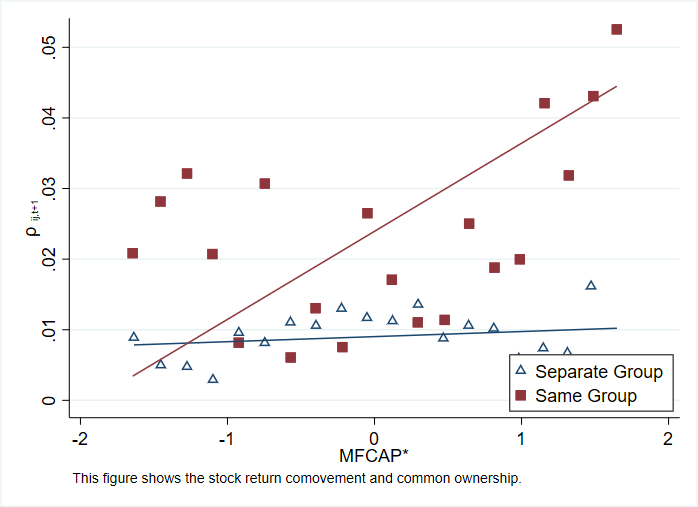 .05
.04
.03
.02
.01
0
ρ ij,t+1
-2 -1 0 1 2
MFCAP*
Separate Group
Same Group
This figure shows the stock return comovement and common ownership.